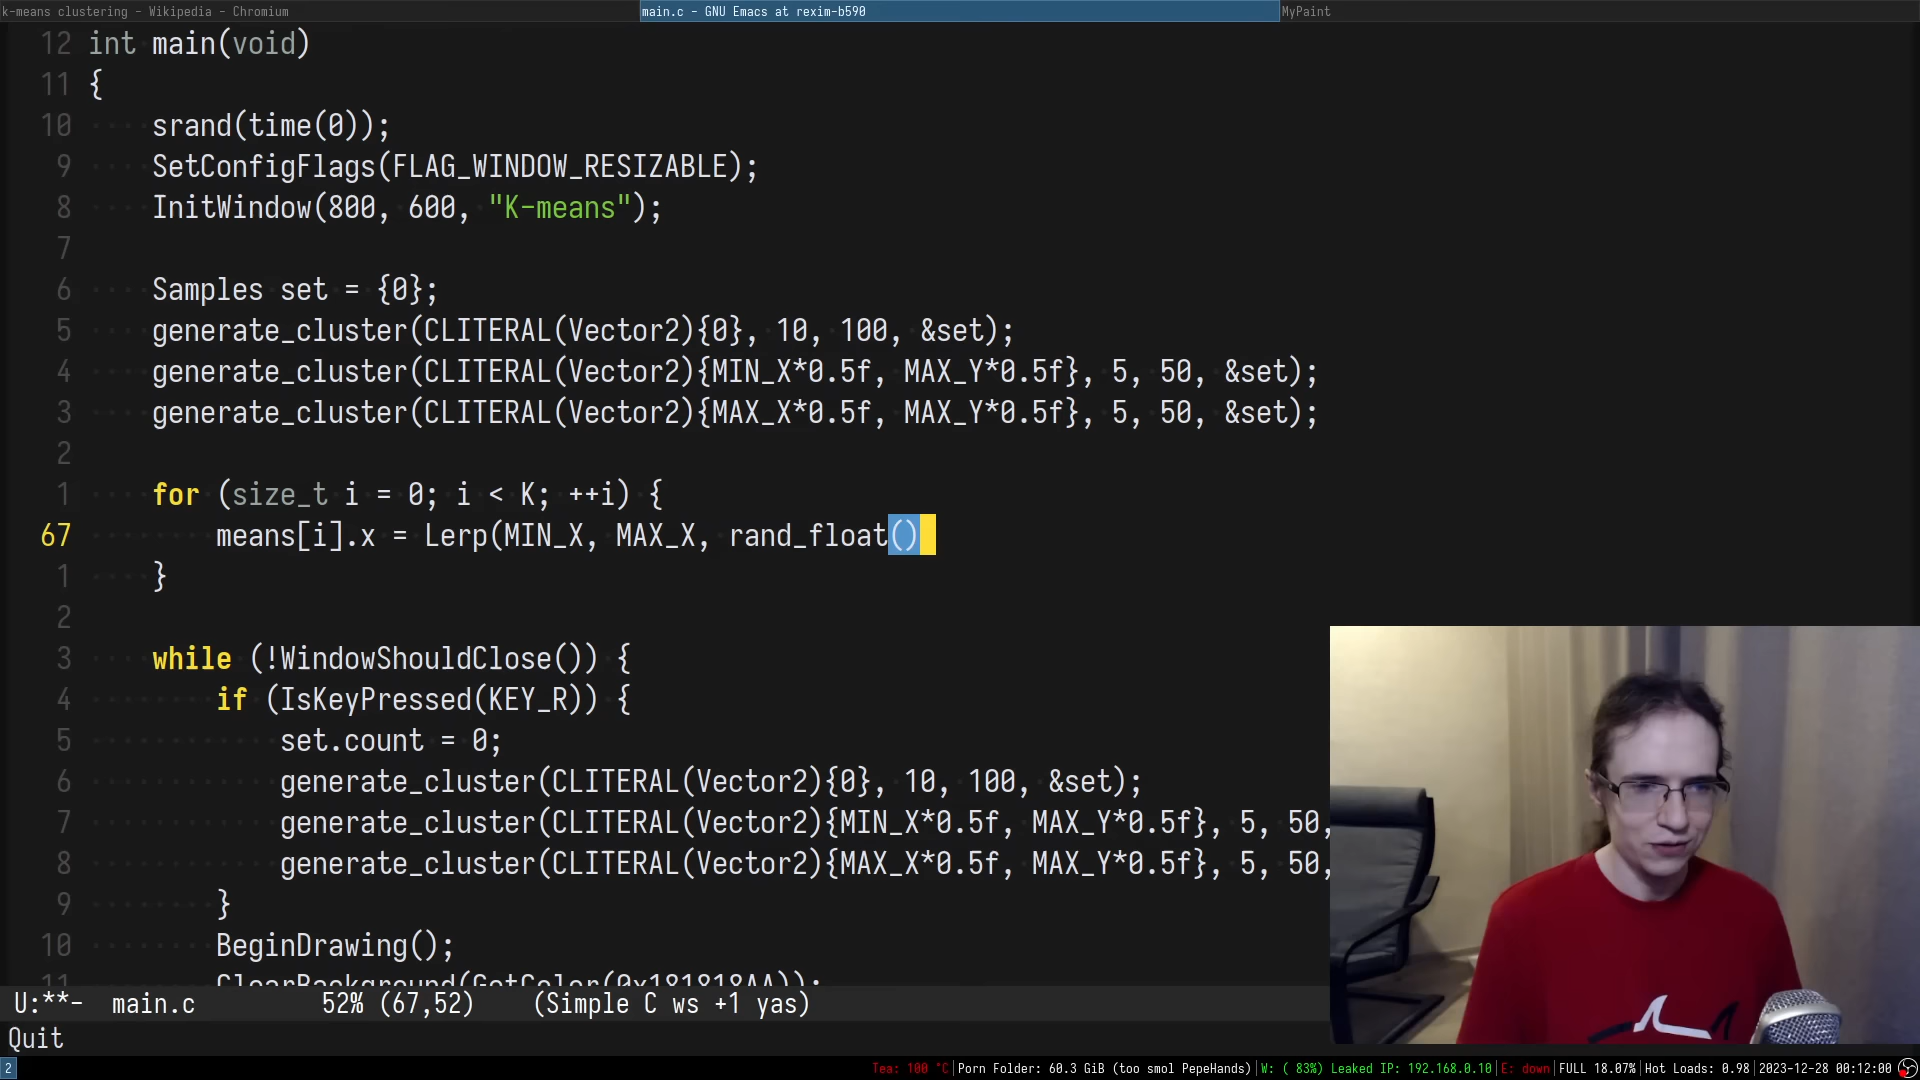 k-means clustering - Wikipedia - Chromium
main.c - GNU Emacs at rexim-b590
MyPaint
12 int main(void)
11 {
10 srand(time(0));
9 SetConfigFlags(FLAG_WINDOW_RESIZABLE);
8 InitWindow(800, 600, "K-means");
7
6 Samples set = {0};
5 generate_cluster(CLITERAL(Vector2){0}, 10, 100, &set);
4 generate_cluster(CLITERAL(Vector2){MIN_X*0.5f, MAX_Y*0.5f}, 5, 50, &set);
3 generate_cluster(CLITERAL(Vector2){MAX_X*0.5f, MAX_Y*0.5f}, 5, 50, &set);
2
1 for (size_t i = 0; i < K; ++i) {
67 means[i].x = Lerp(MIN_X, MAX_X, rand_float()
1 }
2
3 while (!WindowShouldClose()) {
4 if (IsKeyPressed(KEY_R)) {
5 set.count = 0;
6 generate_cluster(CLITERAL(Vector2){0}, 10, 100, &set);
7 generate_cluster(CLITERAL(Vector2){MIN_X*0.5f, MAX_Y*0.5f}, 5, 50,
8 generate_cluster(CLITERAL(Vector2){MAX_X*0.5f, MAX_Y*0.5f}, 5, 50,
9 }
10 BeginDrawing();
11 ClearBackground(GetColor(0x181818AA));
U:**- main.c 52% (67,52) (Simple C ws +1 yas)
Quit
2 Tea: 100 °C|Porn Folder: 60.3 GiB (too smol PepeHands)|W: ( 83%) Leaked IP: 192.168.0.10|E: down|FULL 18.07%|Hot Loads: 0.98|2023-12-28 00:12:00